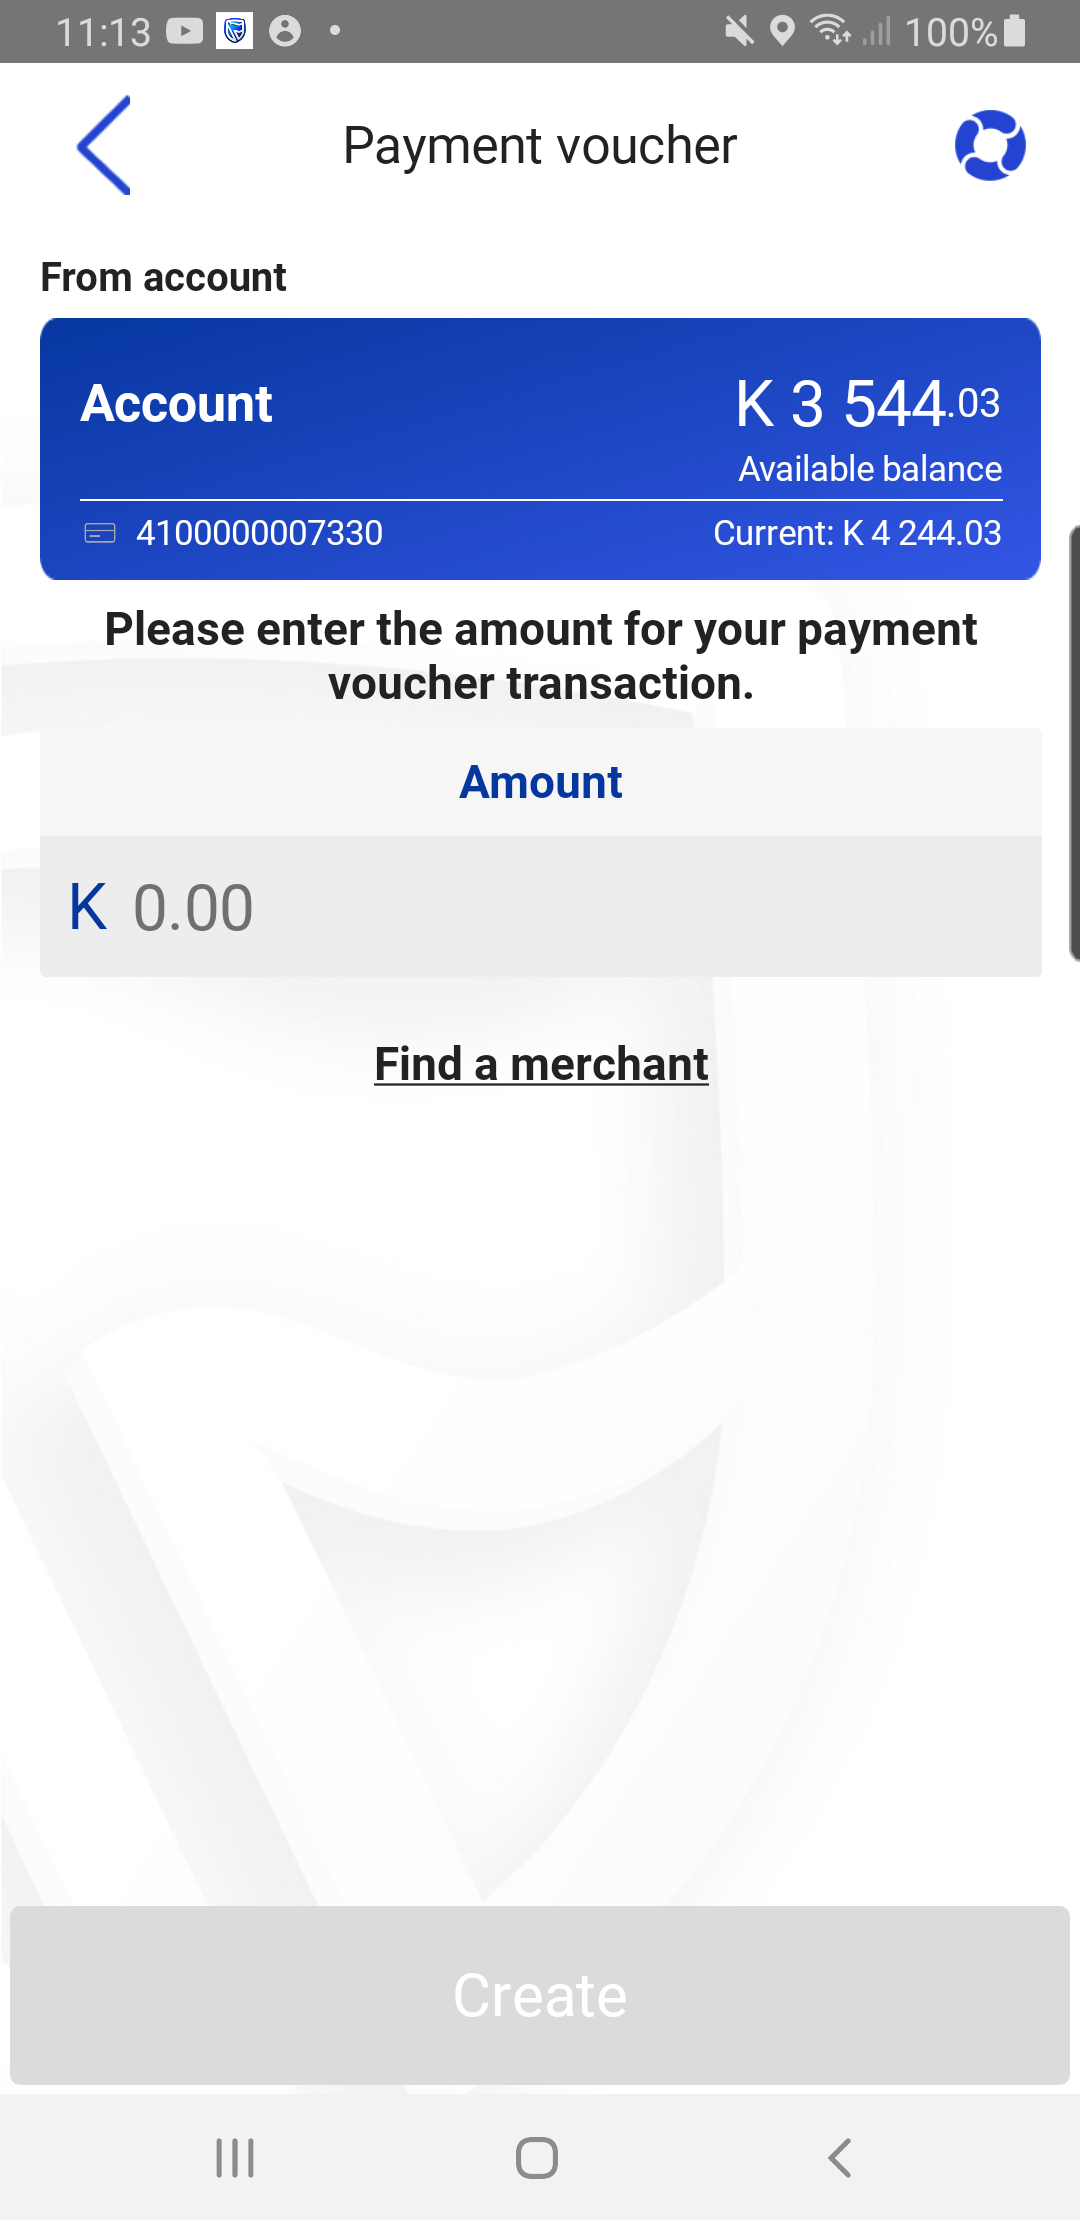 11:13
100%
Payment voucher
From account
Account
K 3 544.03
Available balance
4100000007330
Current: K 4 244.03
Please enter the amount for your payment
voucher transaction.
Amount
K 0.00
Find a merchant
Create